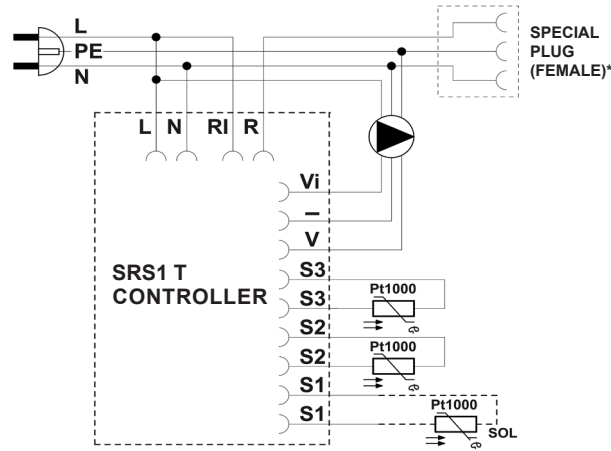 L
PE
N
SPECIAL
PLUG
(FEMALE)*
L N RI R
Vi
–
V
S3
SRS1 T
CONTROLLER
Pt1000
S3
S2
Pt1000
S2
S1
Pt1000
S1
SOL